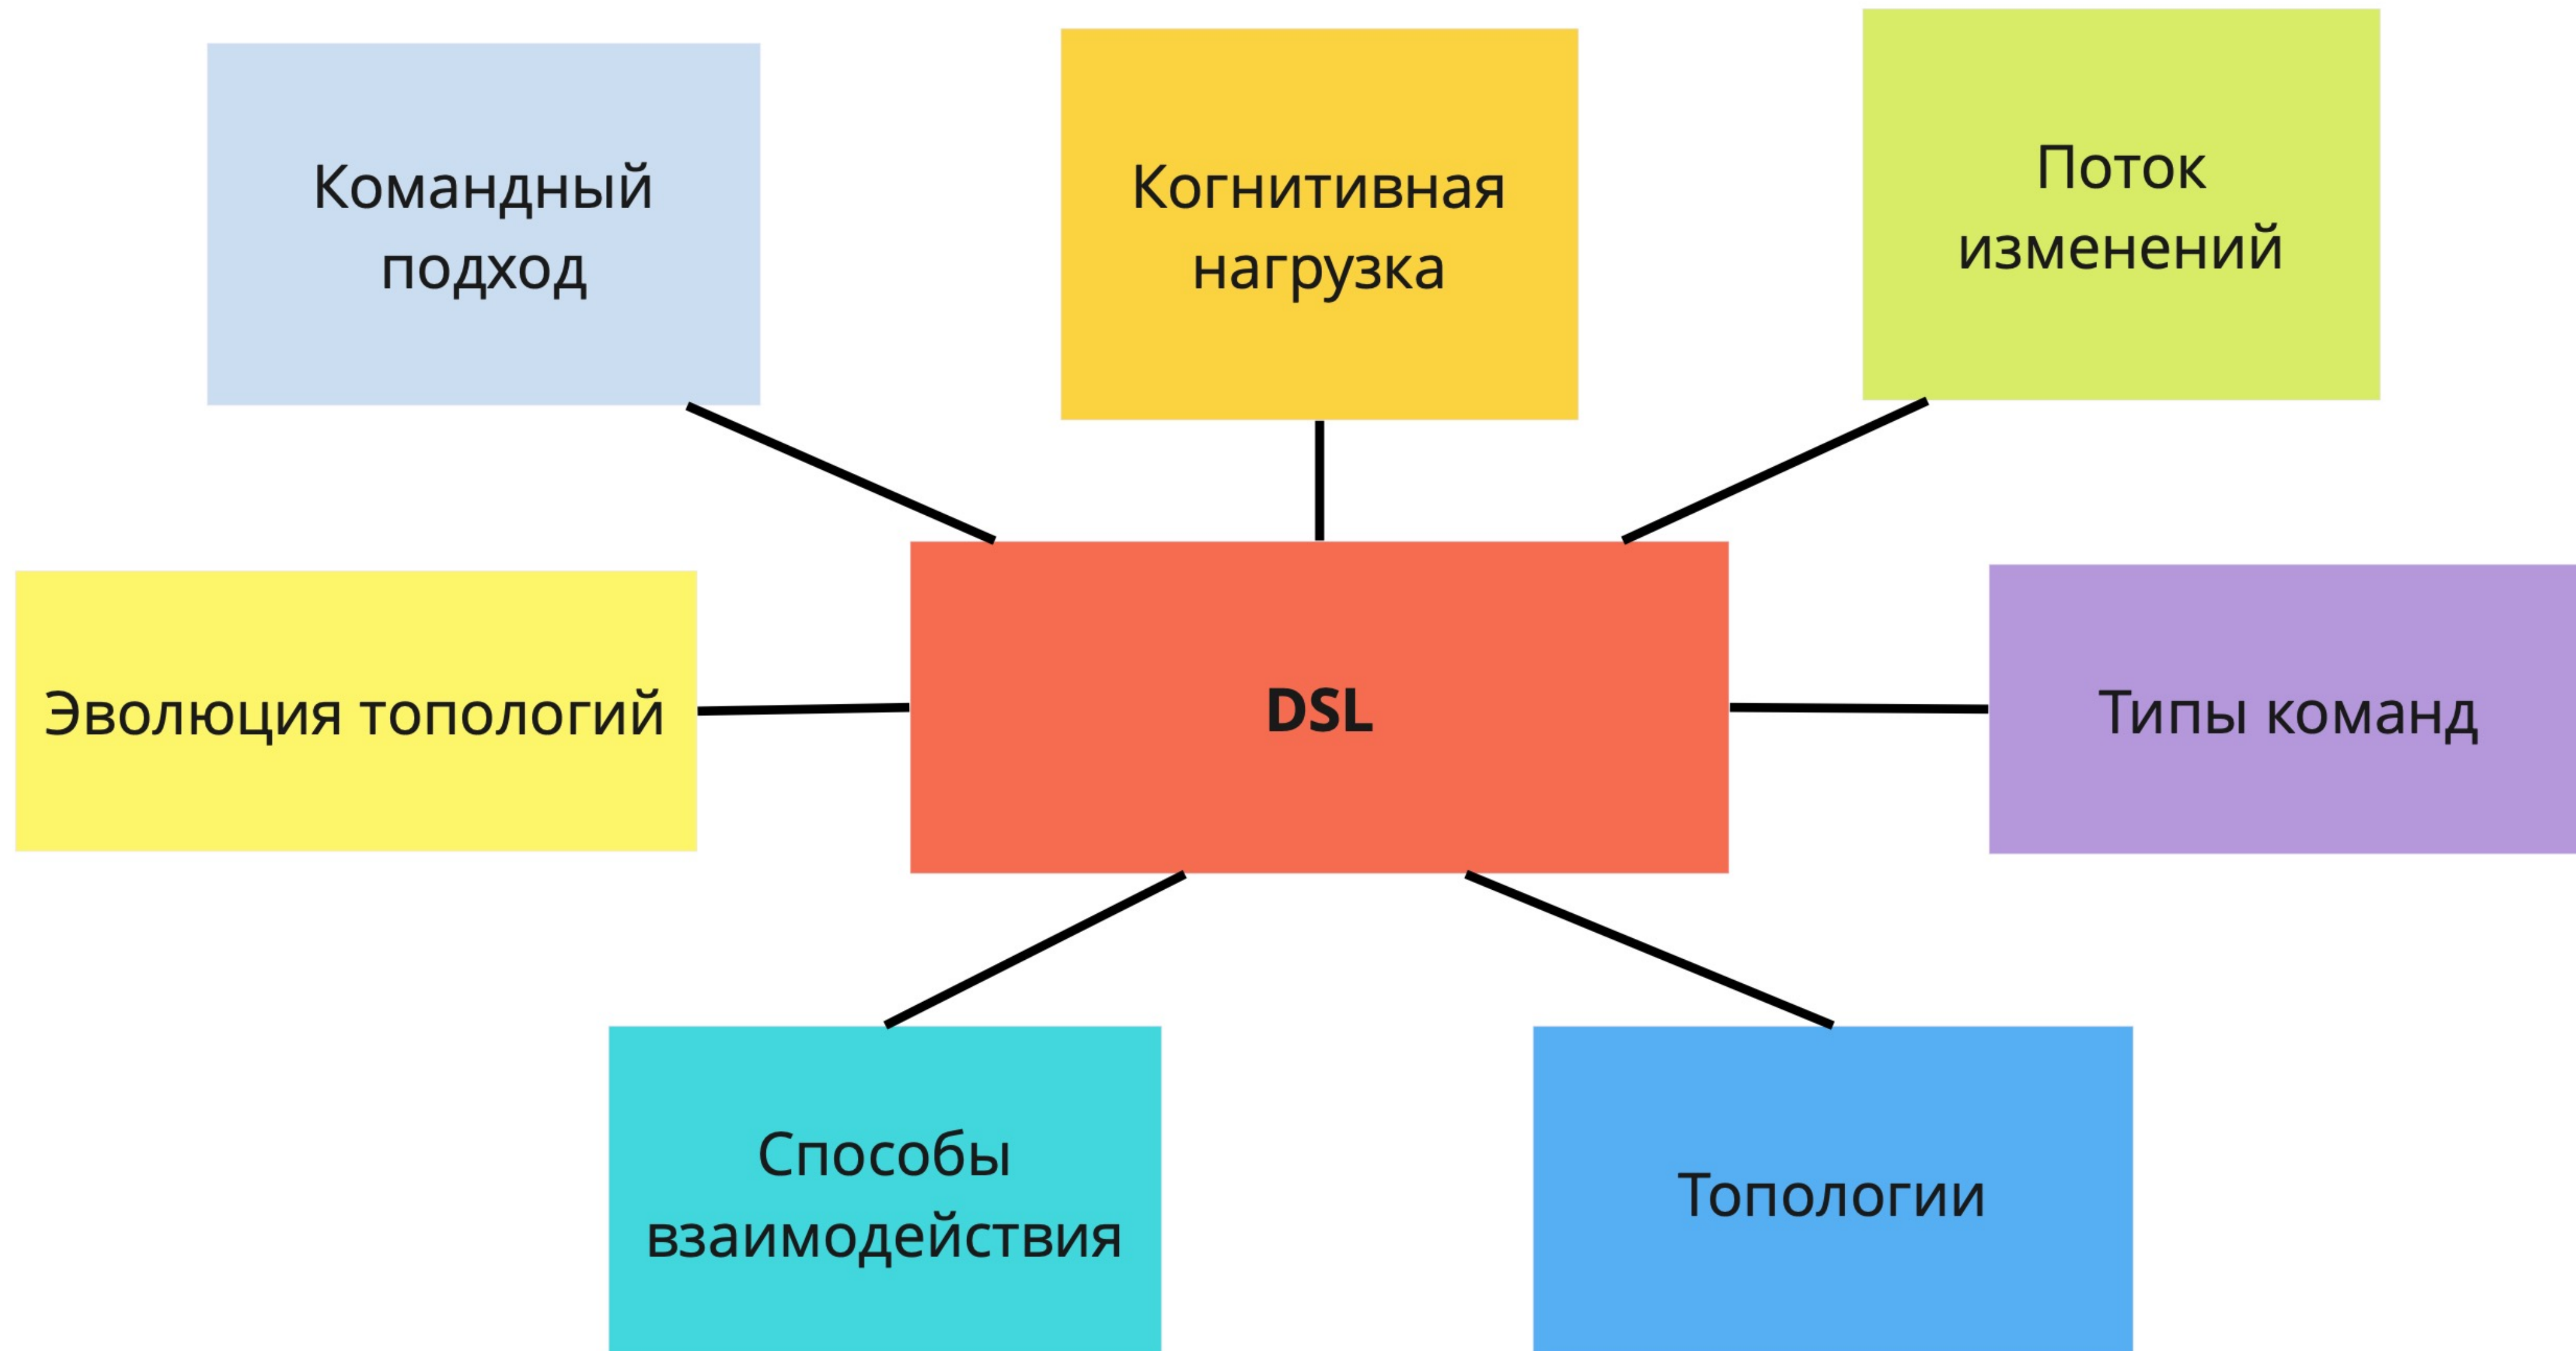 Командный
подход
Когнитивная
нагрузка
Поток
изменений
Эволюция топологий
DSL
Типы команд
Способы
взаимодействия
Топологии